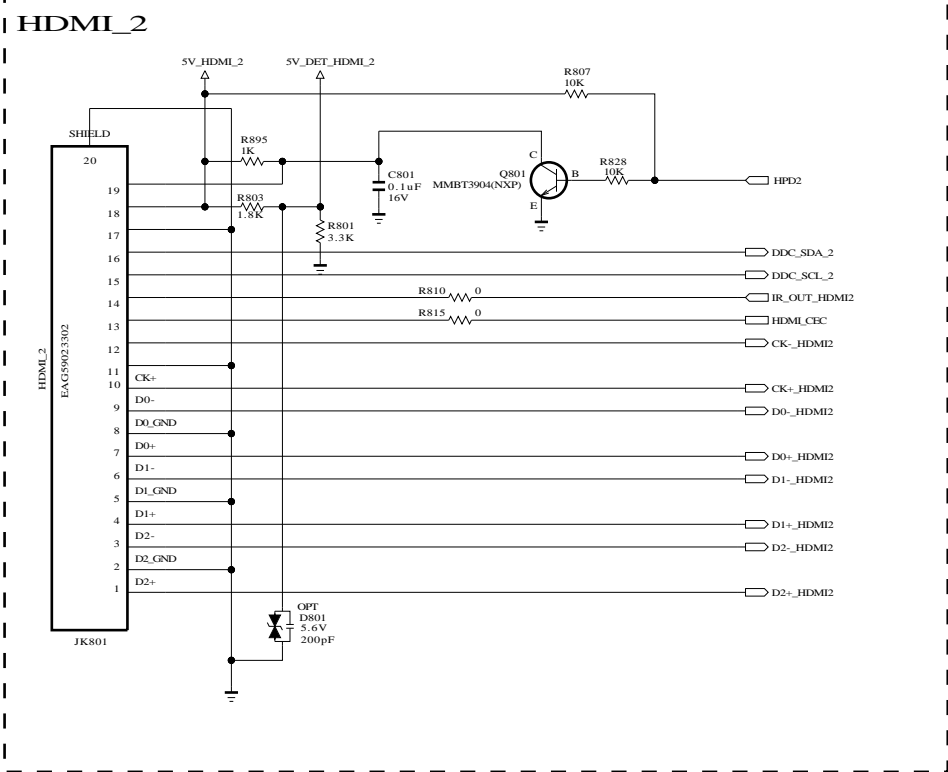 HDMI_2
5V_HDMI_2
5V_DET_HDMI_2
R807
10K
SHIELD
20
R895
1K
C801
0.1uF
16V
C
Q801
MMBT3904(NXP)
B
E
R828
10K
HPD2
19
R803
1.8K
18
R801
3.3K
17
16
DDC_SDA_2
15
DDC_SCL_2
14
R810
0
IR_OUT_HDMI2
13
R815
0
HDMI_CEC
12
CK-_HDMI2
11
10
CK+
CK+_HDMI2
9
D0-
D0-_HDMI2
8
D0_GND
7
D0+
D0+_HDMI2
6
D1-
D1-_HDMI2
5
D1_GND
4
D1+
D1+_HDMI2
3
D2-
D2-_HDMI2
2
D2_GND
1
D2+
D2+_HDMI2
HDMI_2
EAG59023302
JK801
OPT
D801
5.6V
200pF